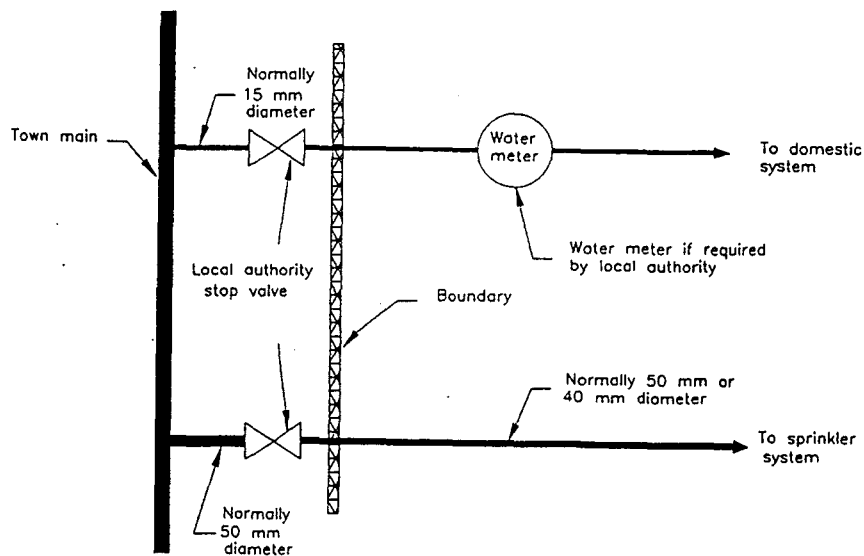 Normally
15 mm
diameter
Town main
Water
meter
To domestic
system
Water meter if required
by local authority
Local authority
stop valve
Boundary
Normally 50 mm or
40 mm diameter
To sprinkler
system
Normally
50 mm
diameter